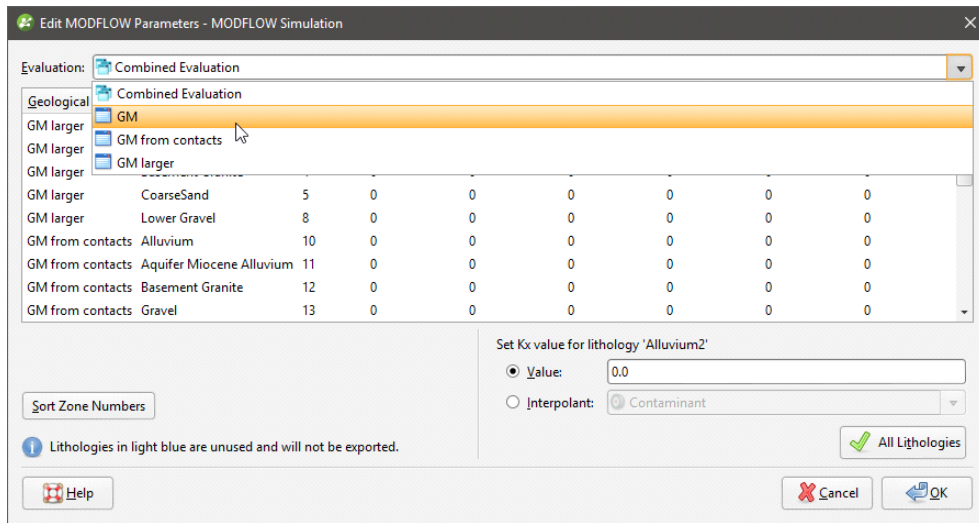 Edit MODFLOW Parameters - MODFLOW Simulation
Evaluation: Combined Evaluation
Combined Evaluation
GM
GM from contacts
GM larger
Geological
GM larger
GM larger
GM larger
GM larger CoarseSand 5 0 0 0 0 0 0
GM larger Lower Gravel 8 0 0 0 0 0 0
GM from contacts Alluvium 10 0 0 0 0 0 0
GM from contacts Aquifer Miocene Alluvium 11 0 0 0 0 0 0
GM from contacts Basement Granite 12 0 0 0 0 0 0
GM from contacts Gravel 13 0 0 0 0 0 0
Set Kx value for lithology 'Alluvium2'
Value: 0.0
Interpolant: Contaminant
Sort Zone Numbers
Lithologies in light blue are unused and will not be exported.
All Lithologies
Help
Cancel
OK